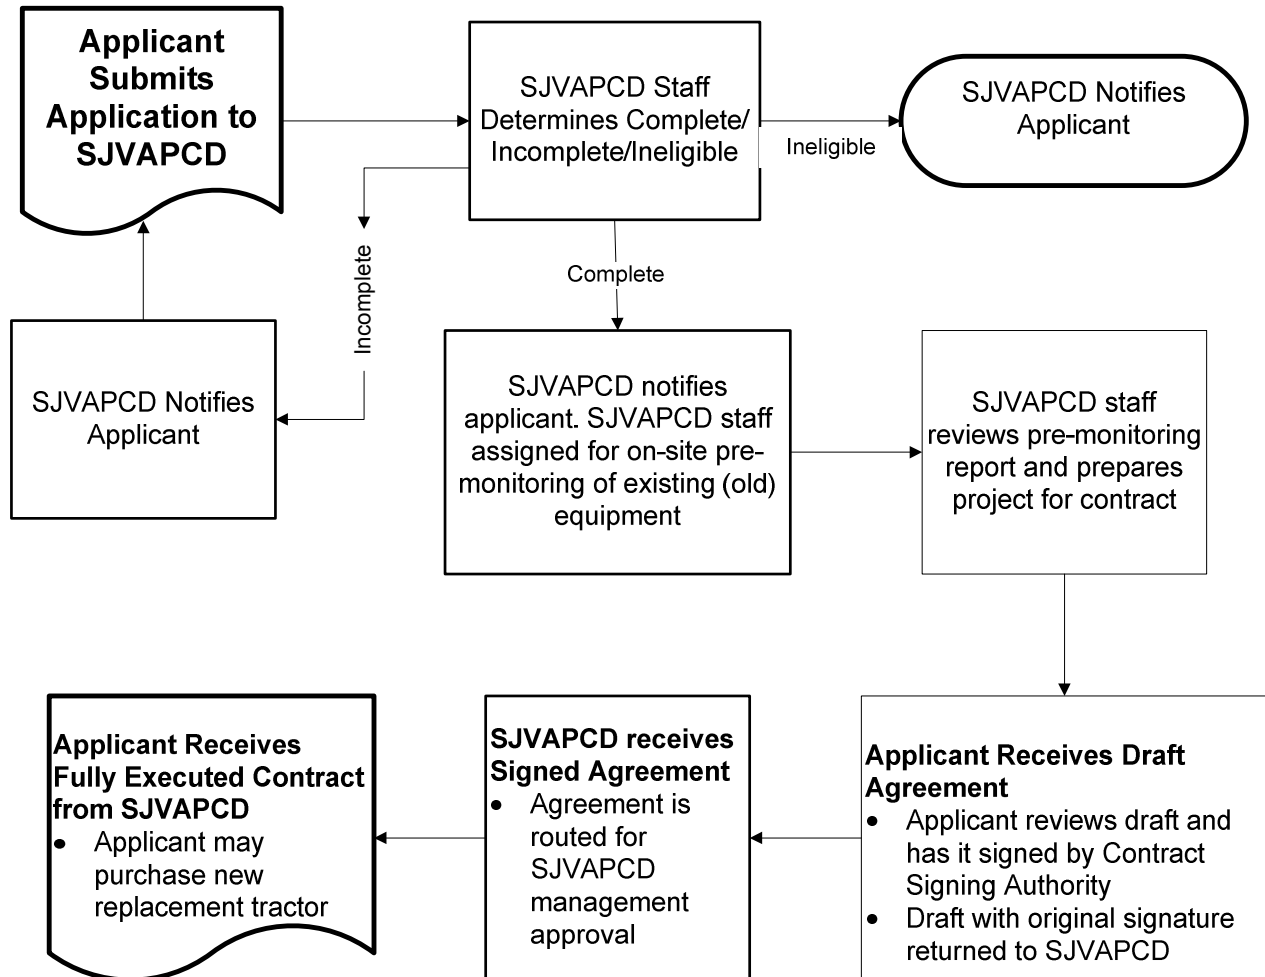 Applicant
Submits
Application to
SJVAPCD
SJVAPCD Staff
Determines Complete/
Incomplete/Ineligible
Ineligible
SJVAPCD Notifies
Applicant
Incomplete
Complete
SJVAPCD Notifies
Applicant
SJVAPCD notifies
applicant. SJVAPCD staff
assigned for on-site pre-
monitoring of existing (old)
equipment
SJVAPCD staff
reviews pre-monitoring
report and prepares
project for contract
Applicant Receives Draft
Agreement
• Applicant reviews draft and
has it signed by Contract
Signing Authority
• Draft with original signature
returned to SJVAPCD
SJVAPCD receives
Signed Agreement
• Agreement is
routed for
SJVAPCD
management
approval
Applicant Receives
Fully Executed Contract
from SJVAPCD
• Applicant may
purchase new
replacement tractor